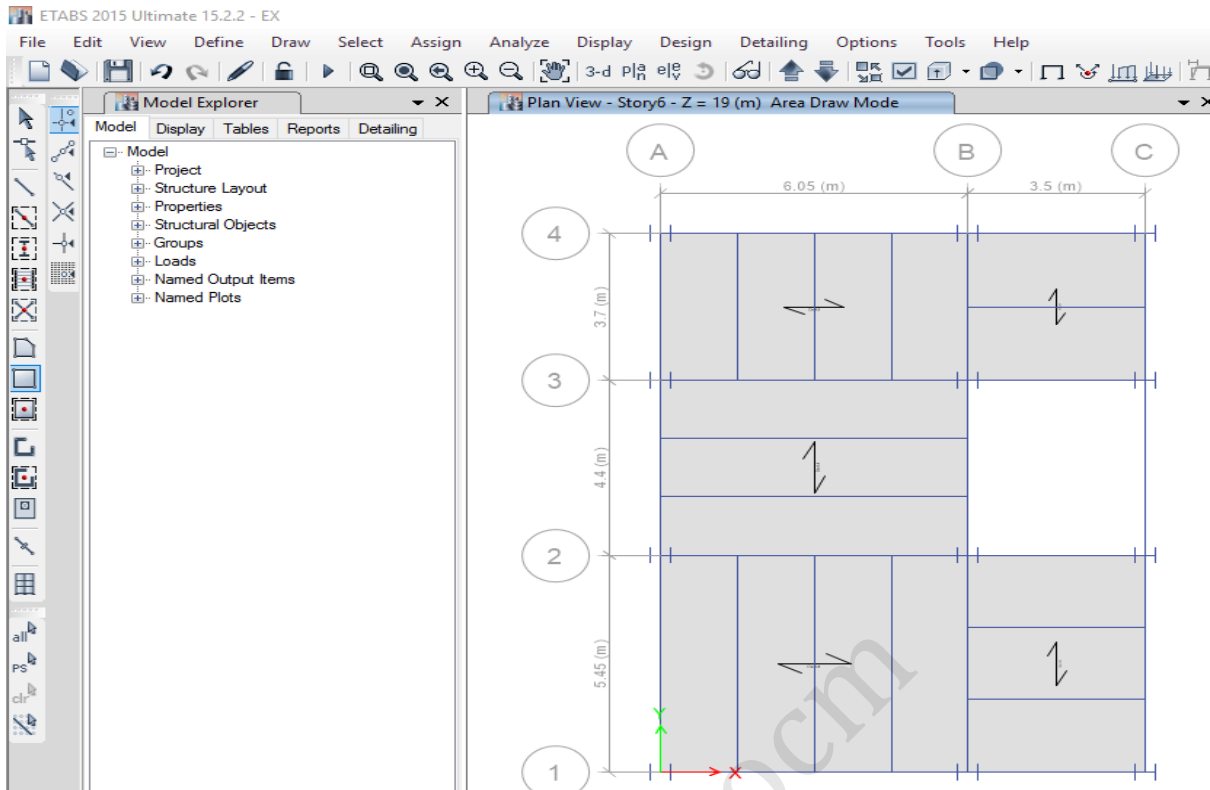 ETABS 2015 Ultimate 15.2.2 - EX
File Edit View Define Draw Select Assign Analyze Display Design Detailing Options Tools Help
3-d
Model Explorer
Plan View - Story6 - Z = 19 (m) Area Draw Mode
Model Display Tables Reports Detailing
Model
Project
Structure Layout
Properties
Structural Objects
Groups
Loads
Named Output Items
Named Plots
A B C
6.05 (m) 3.5 (m)
4
3.7 (m)
3
4.4 (m)
2
5.45 (m)
1
Y
X
all
PS
clr